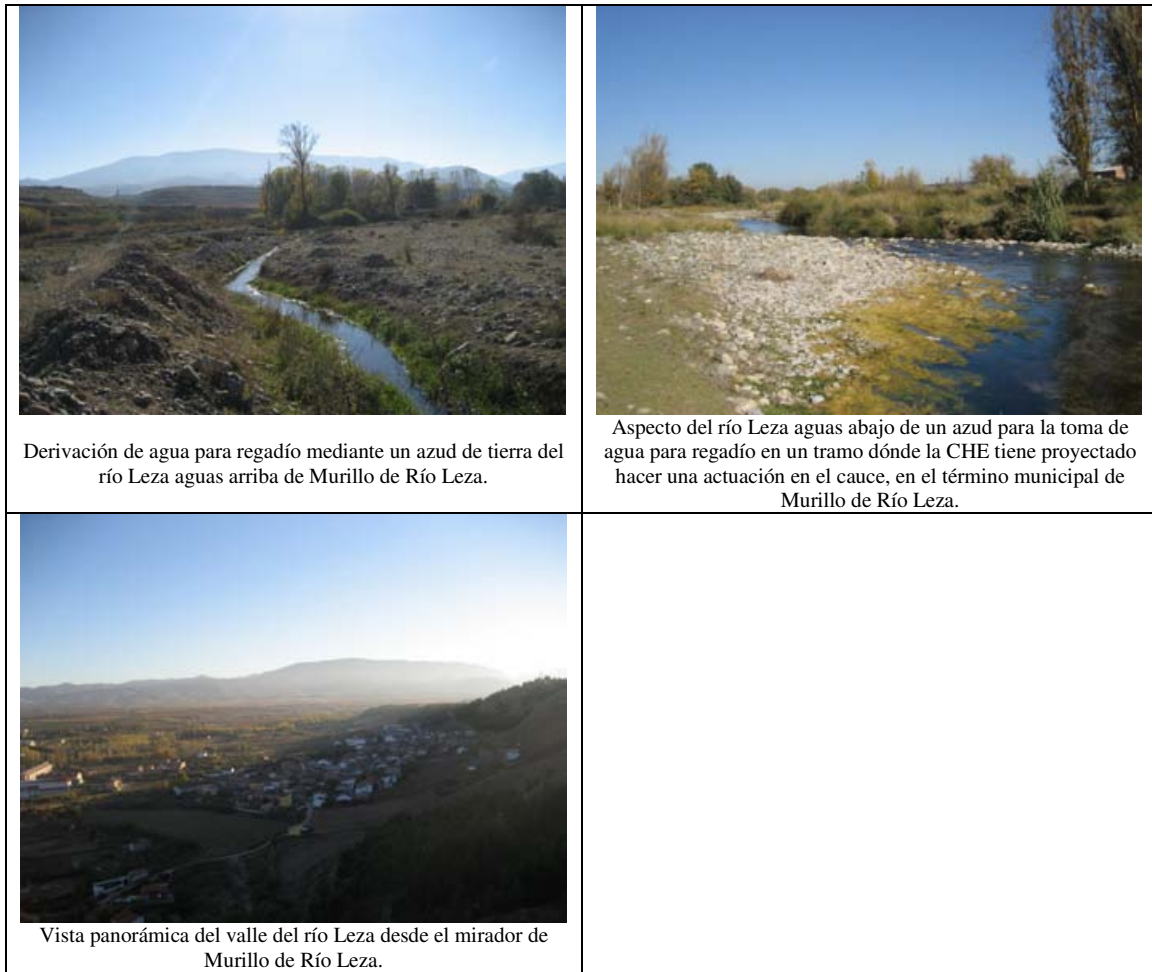 Derivación de agua para regadío mediante un azud de tierra del
río Leza aguas arriba de Murillo de Río Leza.
Aspecto del río Leza aguas abajo de un azud para la toma de
agua para regadío en un tramo dónde la CHE tiene proyectado
hacer una actuación en el cauce, en el término municipal de
Murillo de Río Leza.
Vista panorámica del valle del río Leza desde el mirador de
Murillo de Río Leza.